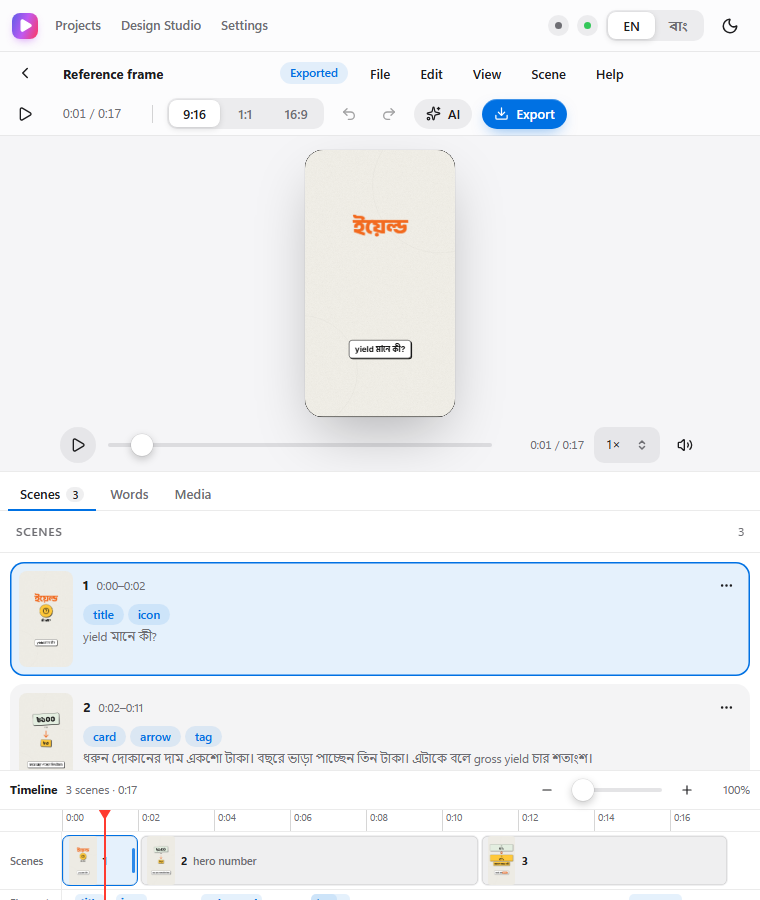 Projects Design Studio Settings EN বাং
Reference frame Exported File Edit View Scene Help
0:01 / 0:17 9:16 1:1 16:9 AI Export
ইয়েল্ড
yield মানে কী?
0:01 / 0:17 1×
Scenes 3 Words Media
SCENES 3
1 0:00–0:02
title icon
yield মানে কী?
ইয়েল্ড
2 0:02–0:11
card arrow tag
ধরুন দোকানের দাম একশো টাকা। বছরে ভাড়া পাচ্ছেন তিন টাকা। এটাকে বলে gross yield চার শতাংশ।
৳১০০
Timeline 3 scenes · 0:17 100%
0:00 0:02 0:04 0:06 0:08 0:10 0:12 0:14 0:16
Scenes 1 2 hero number 3